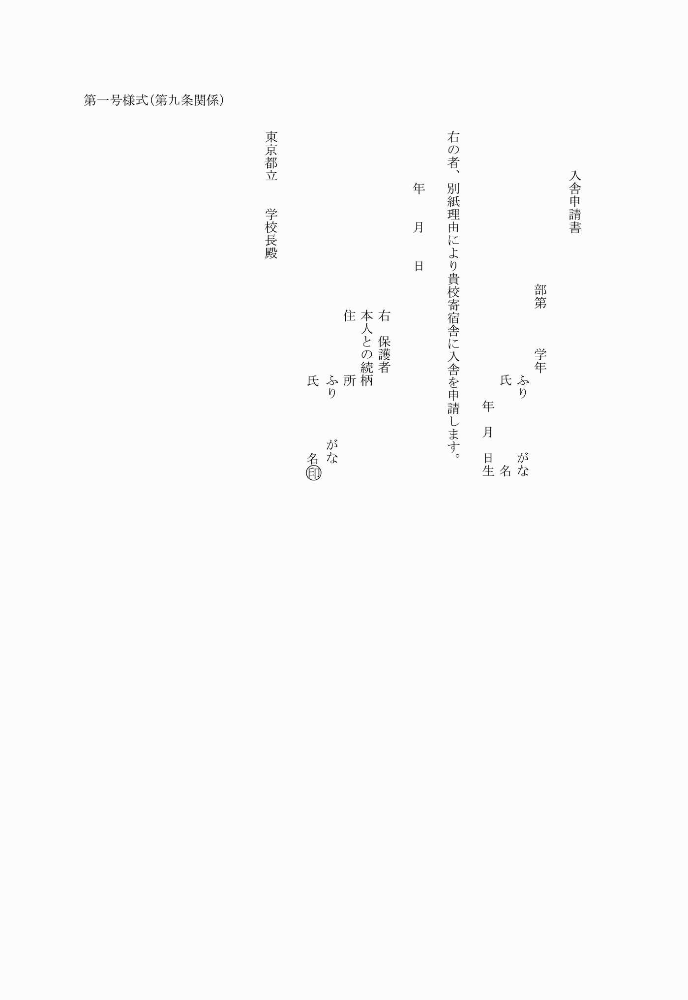 第一号様式(第九条関係)
入舎申請書
部第　　　学年
ふり　　　　がな
氏　　　　　　名
年　月　日生
右の者、別紙理由により貴校寄宿舎に入舎を申請します。
年　　月　　日
右　保護者
本人との続柄
住　　　　所
ふり　　　がな
氏　　　　　名㊞
東京都立　　学校長殿